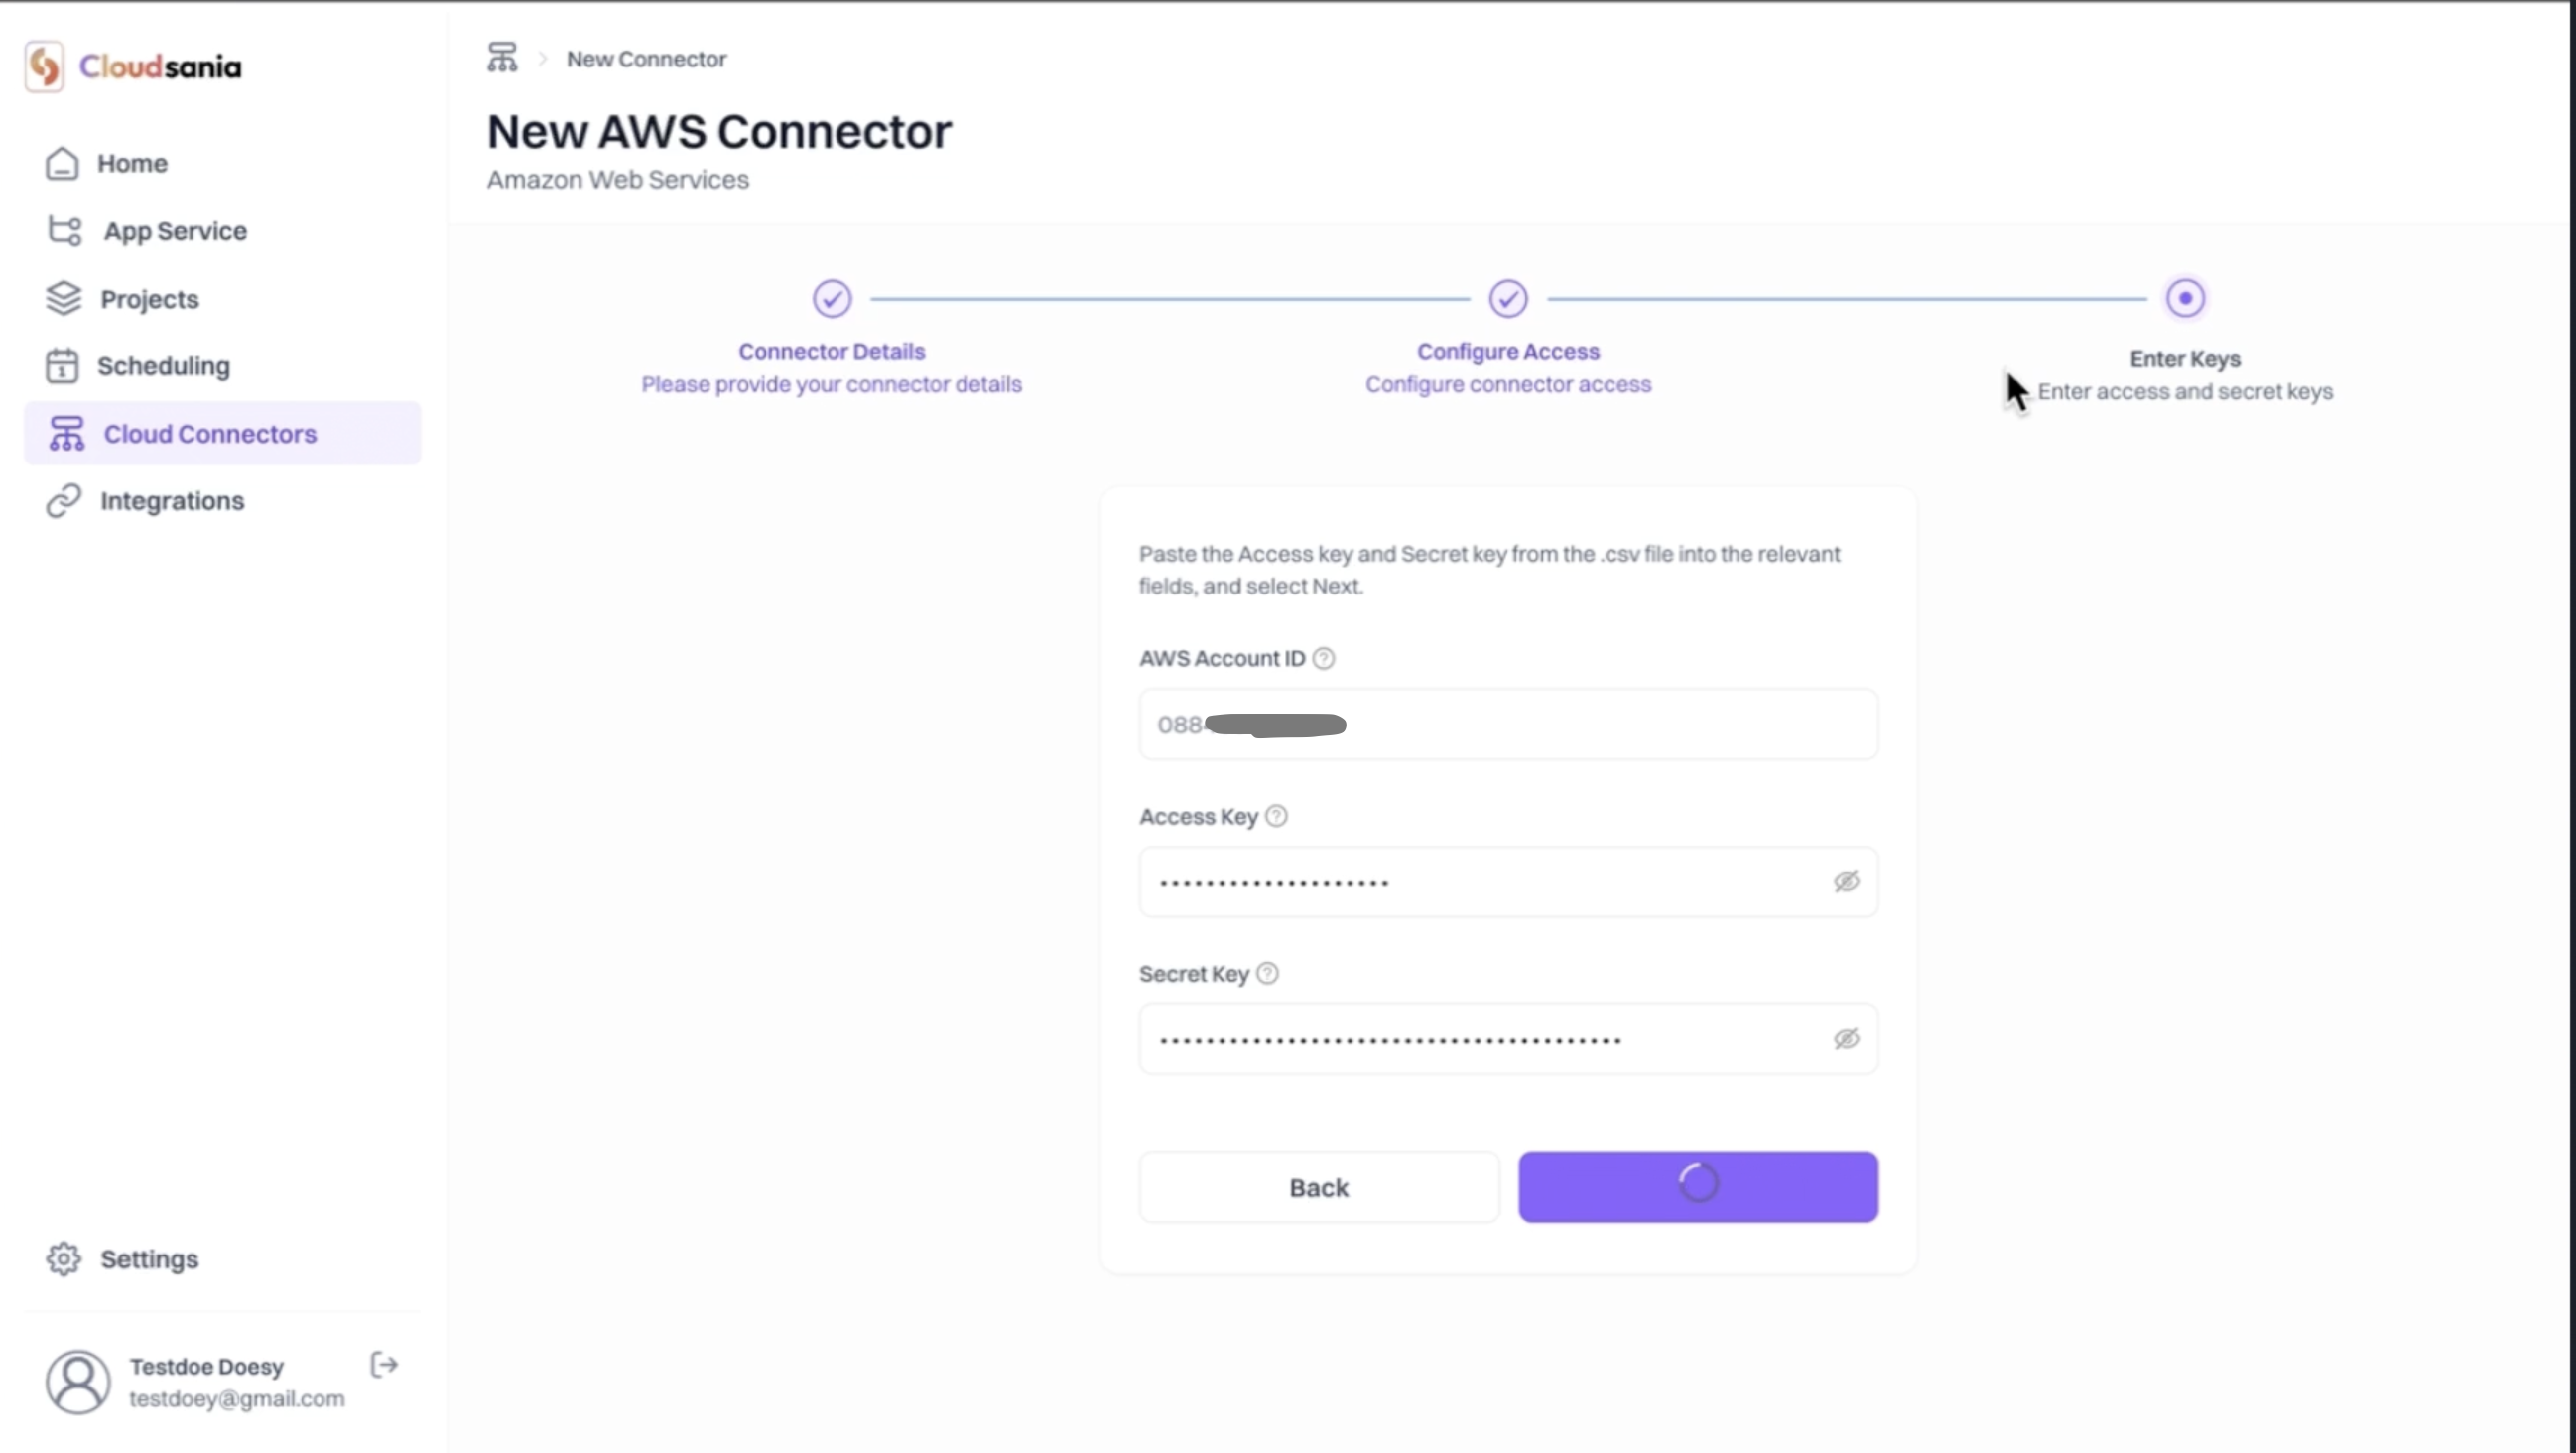 Cloudsania
Home
App Service
Projects
Scheduling
1
Cloud Connectors
Integrations
Settings
Testdoe Doesy
testdoey@gmail.com
New Connector
New AWS Connector
Amazon Web Services
Connector Details
Please provide your connector details
Configure Access
Configure connector access
Enter Keys
Enter access and secret keys
Paste the Access key and Secret key from the .csv file into the relevant
fields, and select Next.
AWS Account ID
088
Access Key
Secret Key
Back